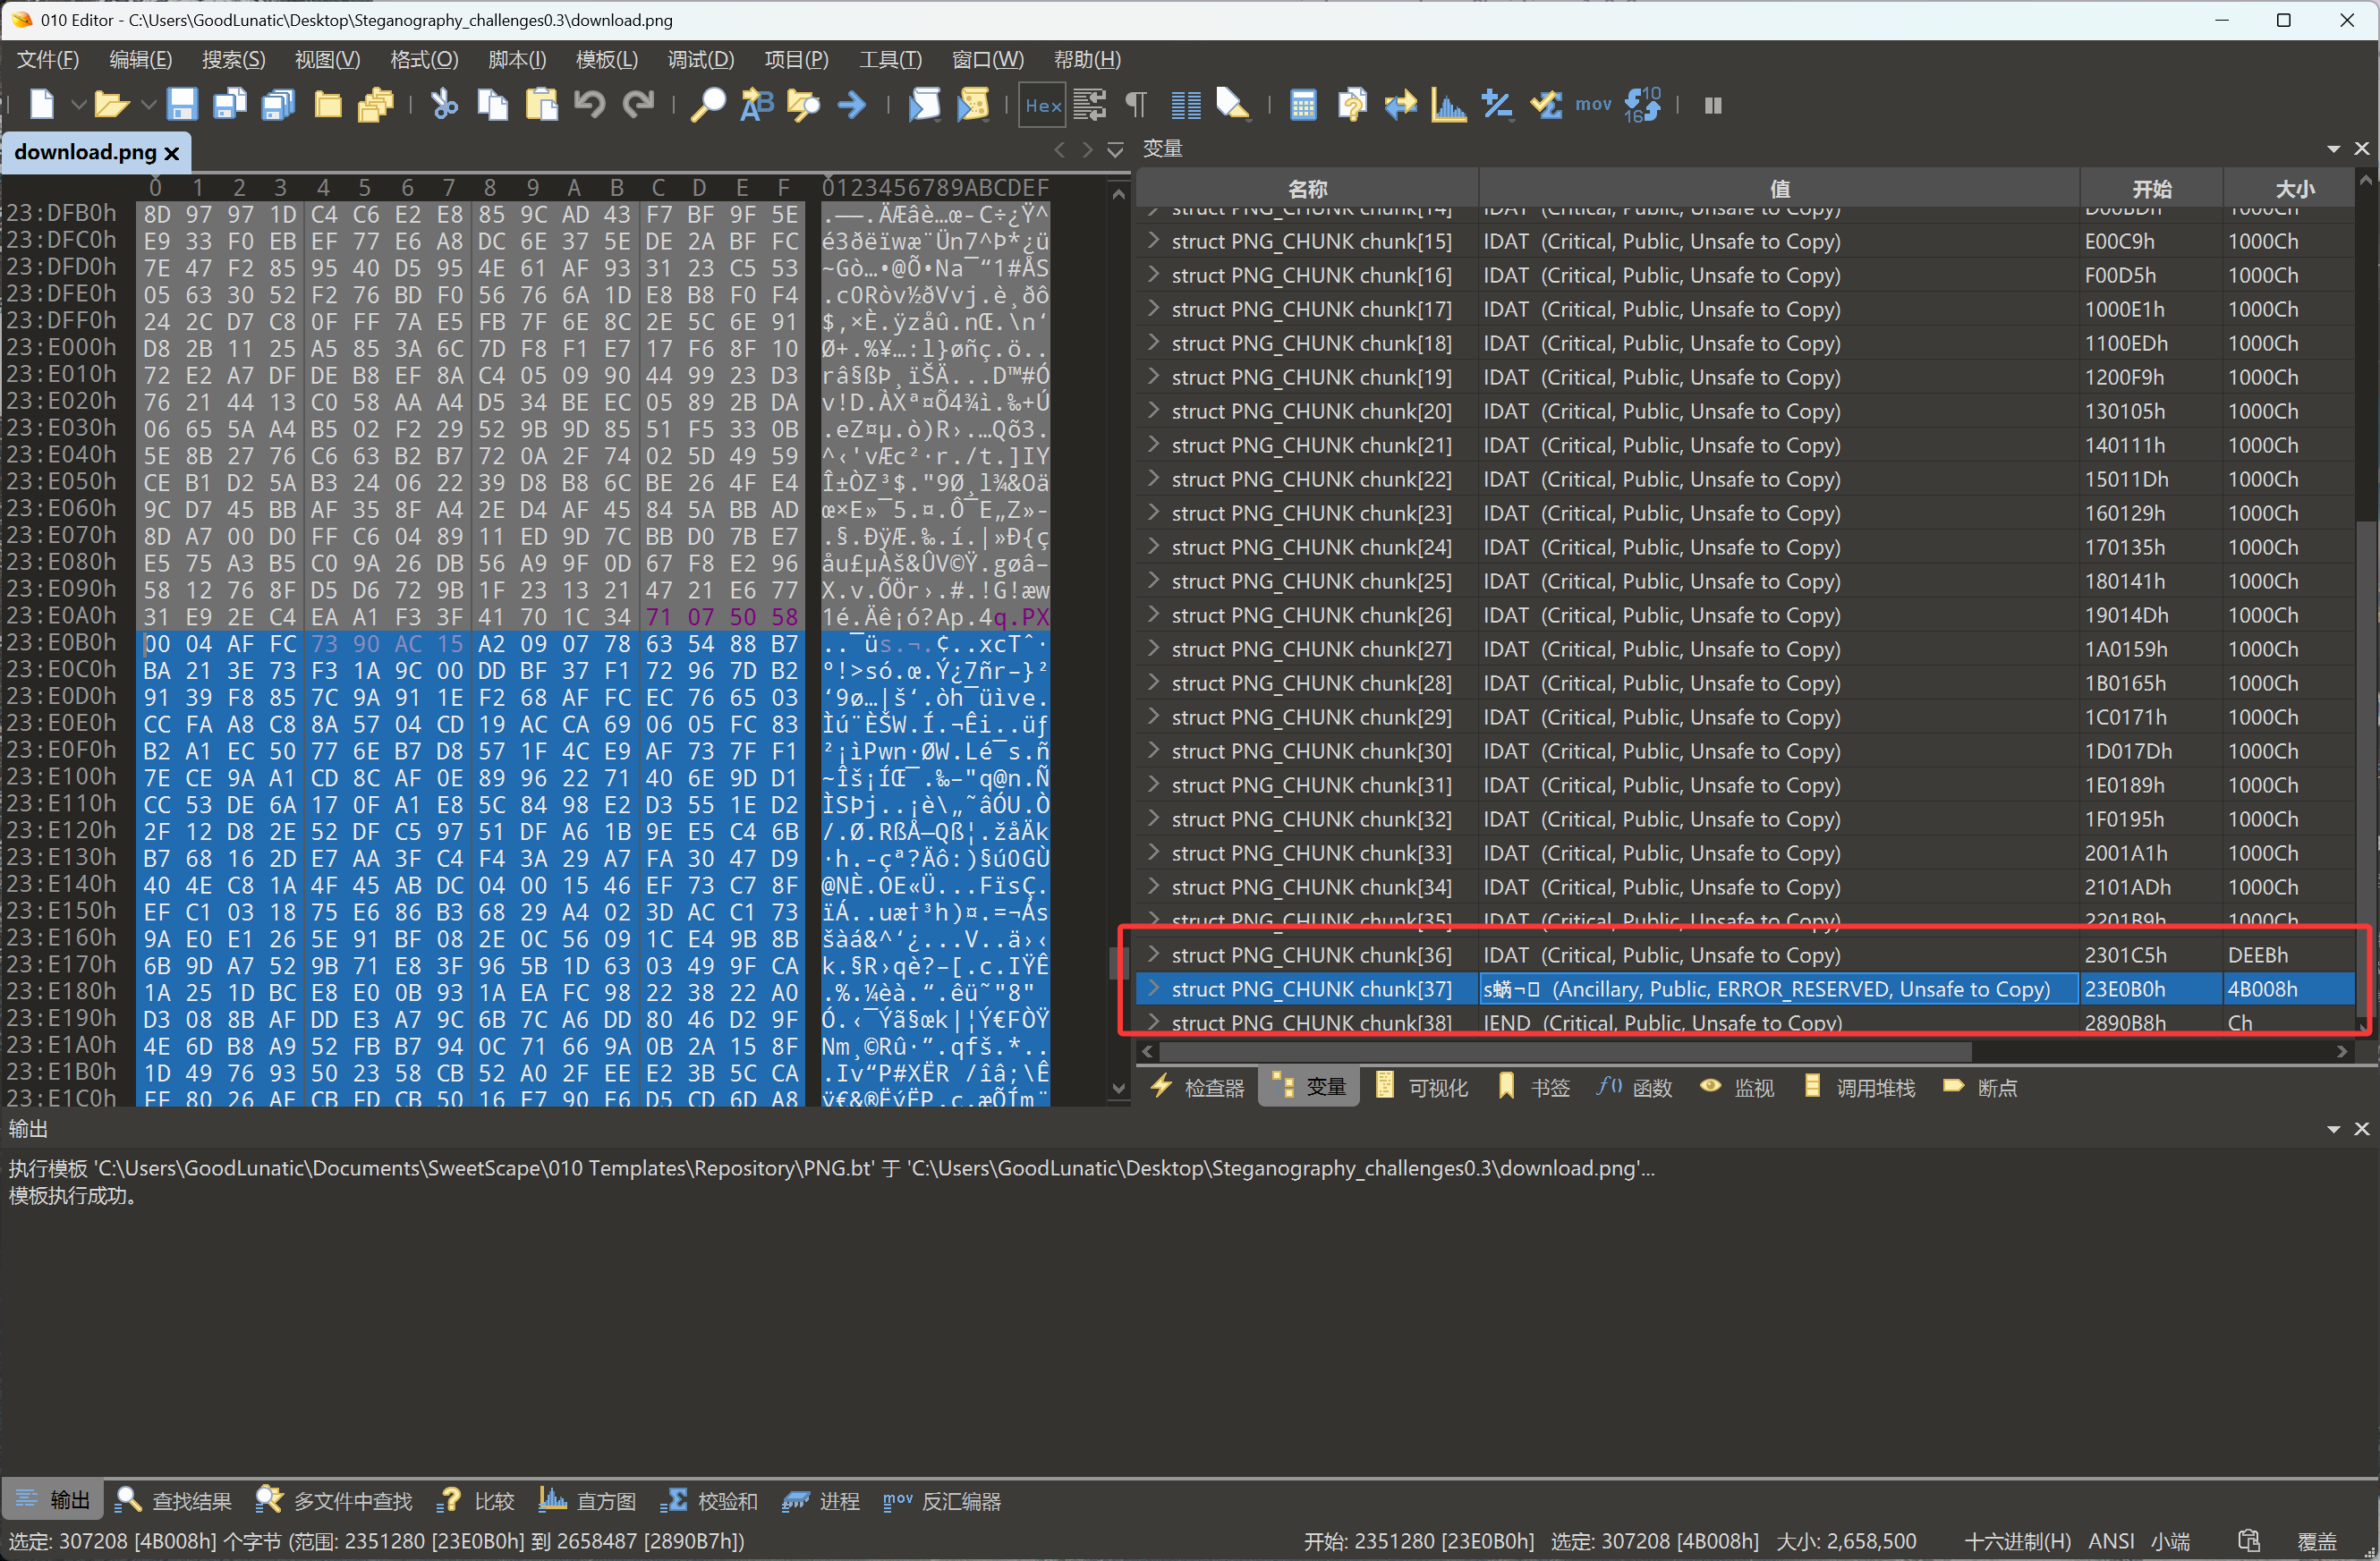 010 Editor - C:\Users\GoodLunatic\Desktop\Steganography_challenges0.3\download.png
文件(F) 编辑(E) 搜索(S) 视图(V) 格式(O) 脚本(I) 模板(L) 调试(D) 项目(P) 工具(T) 窗口(W) 帮助(H)
Hex mov
download.png
变量
0 1 2 3 4 5 6 7 8 9 A B C D E F 0123456789ABCDEF
23:DFB0h 8D 97 97 1D C4 C6 E2 E8 85 9C AD 43 F7 BF 9F 5E
23:DFC0h E9 33 F0 EB EF 77 E6 A8 DC 6E 37 5E DE 2A BF FC
23:DFD0h 7E 47 F2 85 95 40 D5 95 4E 61 AF 93 31 23 C5 53
23:DFE0h 05 63 30 52 F2 76 BD F0 56 76 6A 1D E8 B8 F0 F4
23:DFF0h 24 2C D7 C8 0F FF 7A E5 FB 7F 6E 8C 2E 5C 6E 91
23:E000h D8 2B 11 25 A5 85 3A 6C 7D F8 F1 E7 17 F6 8F 10
23:E010h 72 E2 A7 DF DE B8 EF 8A C4 05 09 90 44 99 23 D3
23:E020h 76 21 44 13 C0 58 AA A4 D5 34 BE EC 05 89 2B DA
23:E030h 06 65 5A A4 B5 02 F2 29 52 9B 9D 85 51 F5 33 0B
23:E040h 5E 8B 27 76 C6 63 B2 B7 72 0A 2F 74 02 5D 49 59
23:E050h CE B1 D2 5A B3 24 06 22 39 D8 B8 6C BE 26 4F E4
23:E060h 9C D7 45 BB AF 35 8F A4 2E D4 AF 45 84 5A BB AD
23:E070h 8D A7 00 D0 FF C6 04 89 11 ED 9D 7C BB D0 7B E7
23:E080h E5 75 A3 B5 C0 9A 26 DB 56 A9 9F 0D 67 F8 E2 96
23:E090h 58 12 76 8F D5 D6 72 9B 1F 23 13 21 47 21 E6 77
23:E0A0h 31 E9 2E C4 EA A1 F3 3F 41 70 1C 34 71 07 50 58
23:E0B0h 00 04 AF FC 73 90 AC 15 A2 09 07 78 63 54 88 B7
23:E0C0h BA 21 3E 73 F3 1A 9C 00 DD BF 37 F1 72 96 7D B2
23:E0D0h 91 39 F8 85 7C 9A 91 1E F2 68 AF FC EC 76 65 03
23:E0E0h CC FA A8 C8 8A 57 04 CD 19 AC CA 69 06 05 FC 83
23:E0F0h B2 A1 EC 50 77 6E B7 D8 57 1F 4C E9 AF 73 7F F1
23:E100h 7E CE 9A A1 CD 8C AF 0E 89 96 22 71 40 6E 9D D1
23:E110h CC 53 DE 6A 17 0F A1 E8 5C 84 98 E2 D3 55 1E D2
23:E120h 2F 12 D8 2E 52 DF C5 97 51 DF A6 1B 9E E5 C4 6B
23:E130h B7 68 16 2D E7 AA 3F C4 F4 3A 29 A7 FA 30 47 D9
23:E140h 40 4E C8 1A 4F 45 AB DC 04 00 15 46 EF 73 C7 8F
23:E150h EF C1 03 18 75 E6 86 B3 68 29 A4 02 3D AC C1 73
23:E160h 9A E0 E1 26 5E 91 BF 08 2E 0C 56 09 1C E4 9B 8B
23:E170h 6B 9D A7 52 9B 71 E8 3F 96 5B 1D 63 03 49 9F CA
23:E180h 1A 25 1D BC E8 E0 0B 93 1A EA FC 98 22 38 22 A0
23:E190h D3 08 8B AF DD E3 A7 9C 6B 7C A6 DD 80 46 D2 9F
23:E1A0h 4E 6D B8 A9 52 FB B7 94 0C 71 66 9A 0B 2A 15 8F
23:E1B0h 1D 49 76 93 50 23 58 CB 52 A0 2F EE E2 3B 5C CA
23:E1C0h FF 80 26 AE CB FD CB 50 16 E7 90 E6 D5 CD 6D A8
名称 值 开始 大小
struct PNG_CHUNK chunk[14] IDAT (Critical, Public, Unsafe to Copy) D00BDh 1000Ch
struct PNG_CHUNK chunk[15] IDAT (Critical, Public, Unsafe to Copy) E00C9h 1000Ch
struct PNG_CHUNK chunk[16] IDAT (Critical, Public, Unsafe to Copy) F00D5h 1000Ch
struct PNG_CHUNK chunk[17] IDAT (Critical, Public, Unsafe to Copy) 1000E1h 1000Ch
struct PNG_CHUNK chunk[18] IDAT (Critical, Public, Unsafe to Copy) 1100EDh 1000Ch
struct PNG_CHUNK chunk[19] IDAT (Critical, Public, Unsafe to Copy) 1200F9h 1000Ch
struct PNG_CHUNK chunk[20] IDAT (Critical, Public, Unsafe to Copy) 130105h 1000Ch
struct PNG_CHUNK chunk[21] IDAT (Critical, Public, Unsafe to Copy) 140111h 1000Ch
struct PNG_CHUNK chunk[22] IDAT (Critical, Public, Unsafe to Copy) 15011Dh 1000Ch
struct PNG_CHUNK chunk[23] IDAT (Critical, Public, Unsafe to Copy) 160129h 1000Ch
struct PNG_CHUNK chunk[24] IDAT (Critical, Public, Unsafe to Copy) 170135h 1000Ch
struct PNG_CHUNK chunk[25] IDAT (Critical, Public, Unsafe to Copy) 180141h 1000Ch
struct PNG_CHUNK chunk[26] IDAT (Critical, Public, Unsafe to Copy) 19014Dh 1000Ch
struct PNG_CHUNK chunk[27] IDAT (Critical, Public, Unsafe to Copy) 1A0159h 1000Ch
struct PNG_CHUNK chunk[28] IDAT (Critical, Public, Unsafe to Copy) 1B0165h 1000Ch
struct PNG_CHUNK chunk[29] IDAT (Critical, Public, Unsafe to Copy) 1C0171h 1000Ch
struct PNG_CHUNK chunk[30] IDAT (Critical, Public, Unsafe to Copy) 1D017Dh 1000Ch
struct PNG_CHUNK chunk[31] IDAT (Critical, Public, Unsafe to Copy) 1E0189h 1000Ch
struct PNG_CHUNK chunk[32] IDAT (Critical, Public, Unsafe to Copy) 1F0195h 1000Ch
struct PNG_CHUNK chunk[33] IDAT (Critical, Public, Unsafe to Copy) 2001A1h 1000Ch
struct PNG_CHUNK chunk[34] IDAT (Critical, Public, Unsafe to Copy) 2101ADh 1000Ch
struct PNG_CHUNK chunk[35] IDAT (Critical, Public, Unsafe to Copy) 2201B9h 1000Ch
struct PNG_CHUNK chunk[36] IDAT (Critical, Public, Unsafe to Copy) 2301C5h DEEBh
struct PNG_CHUNK chunk[37] (Ancillary, Public, ERROR_RESERVED, Unsafe to Copy) 23E0B0h 4B008h
struct PNG_CHUNK chunk[38] IEND (Critical, Public, Unsafe to Copy) 2890B8h Ch
检查器 变量 可视化 书签 函数 监视 调用堆栈 断点
输出
执行模板 'C:\Users\GoodLunatic\Documents\SweetScape\010 Templates\Repository\PNG.bt' 于 'C:\Users\GoodLunatic\Desktop\Steganography_challenges0.3\download.png'...
模板执行成功。
输出 查找结果 多文件中查找 比较 直方图 校验和 进程 mov 反汇编器
选定: 307208 [4B008h] 个字节 (范围: 2351280 [23E0B0h] 到 2658487 [2890B7h]) 开始: 2351280 [23E0B0h] 选定: 307208 [4B008h] 大小: 2,658,500 十六进制(H) ANSI 小端 覆盖